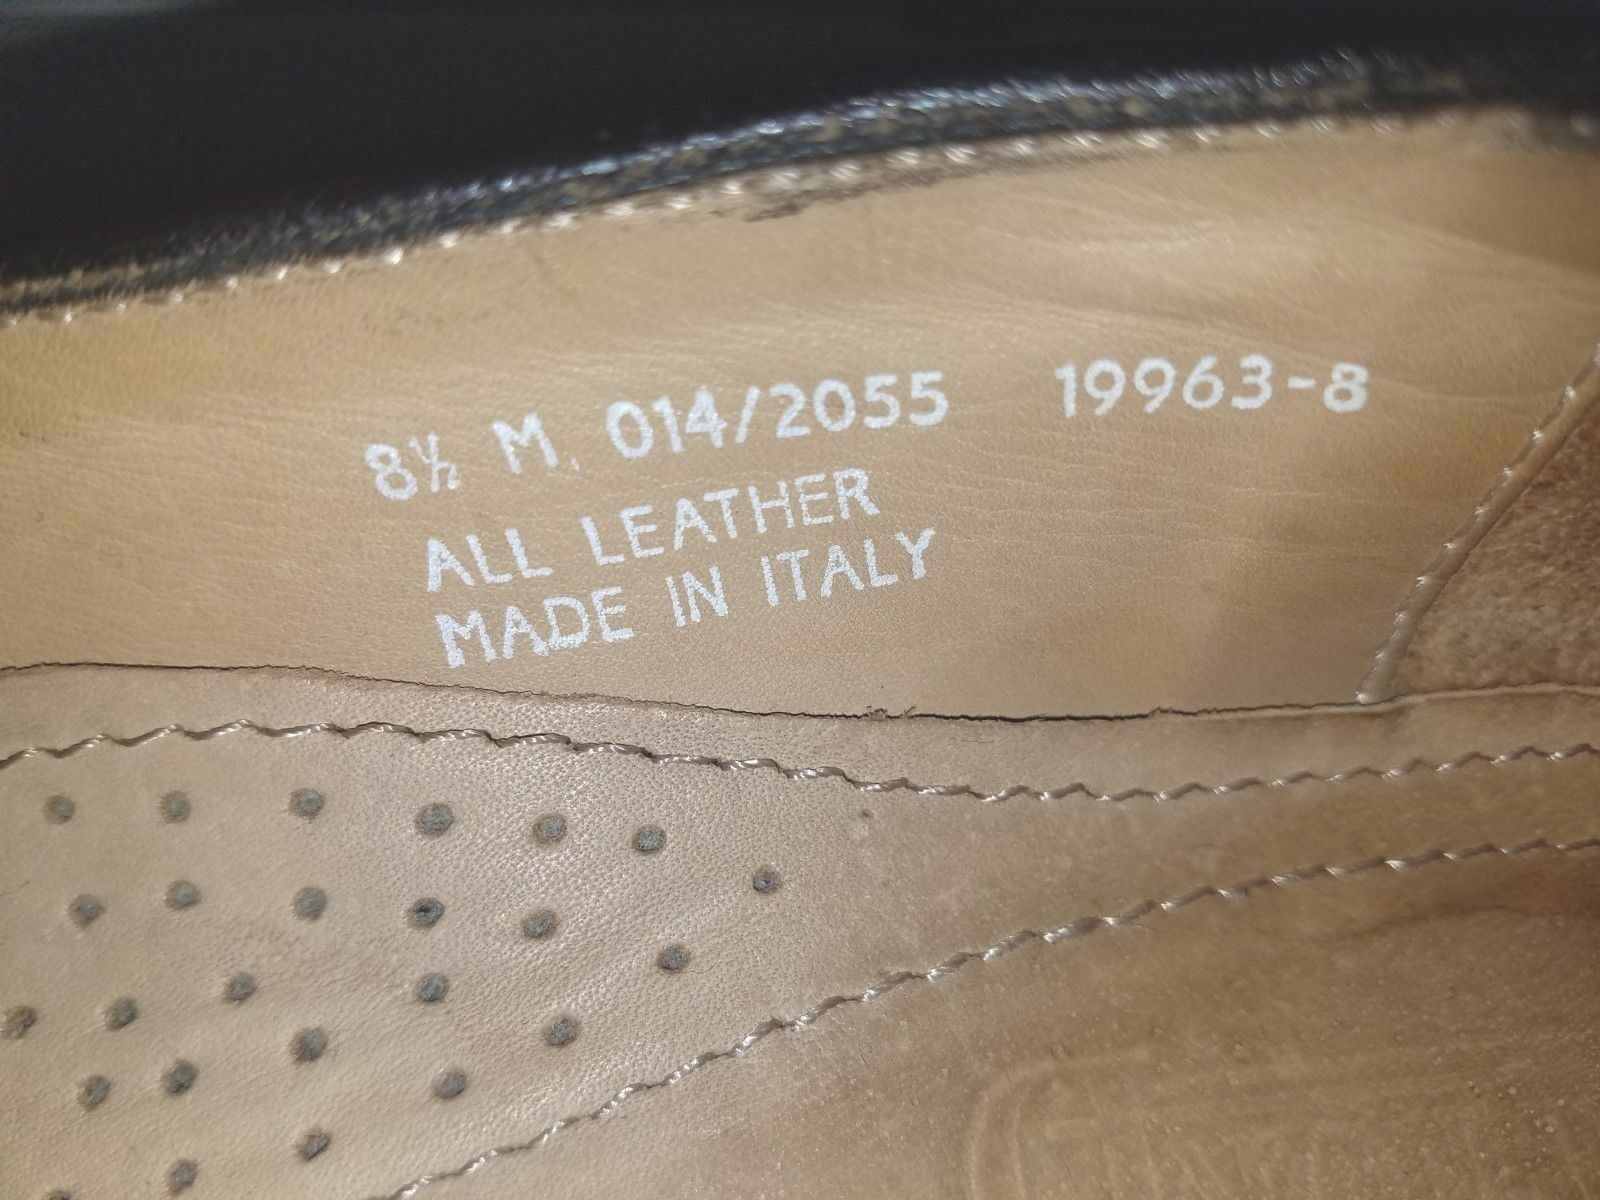 8½ M. 014/2055 19963-8
ALL LEATHER
MADE IN ITALY